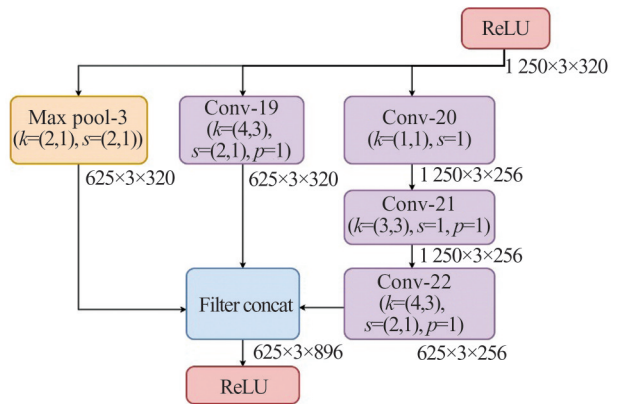 ReLU
1 250×3×320
Max pool-3
(k=(2,1), s=(2,1))
625×3×320
Conv-19
(k=(4,3),
s=(2,1), p=1)
625×3×320
Conv-20
(k=(1,1), s=1)
1 250×3×256
Conv-21
(k=(3,3), s=1, p=1)
1 250×3×256
Conv-22
(k=(4,3),
s=(2,1), p=1)
625×3×256
Filter concat
625×3×896
ReLU